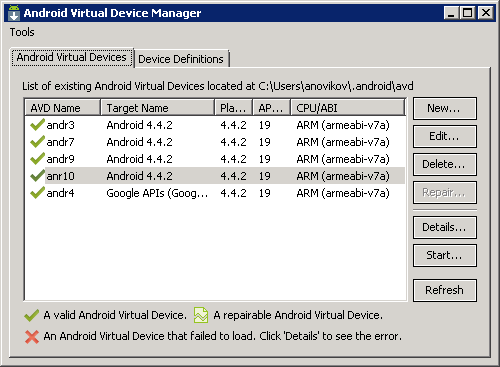 Android Virtual Device Manager
Tools
Android Virtual Devices Device Definitions
List of existing Android Virtual Devices located at C:\Users\anovikov\.android\avd
AVD Name Target Name Pla... AP... CPU/ABI
andr3 Android 4.4.2 4.4.2 19 ARM (armeabi-v7a)
andr7 Android 4.4.2 4.4.2 19 ARM (armeabi-v7a)
andr9 Android 4.4.2 4.4.2 19 ARM (armeabi-v7a)
anr10 Android 4.4.2 4.4.2 19 ARM (armeabi-v7a)
andr4 Google APIs (Goog... 4.4.2 19 ARM (armeabi-v7a)
New...
Edit...
Delete...
Repair...
Details...
Start...
Refresh
A valid Android Virtual Device. A repairable Android Virtual Device.
An Android Virtual Device that failed to load. Click 'Details' to see the error.